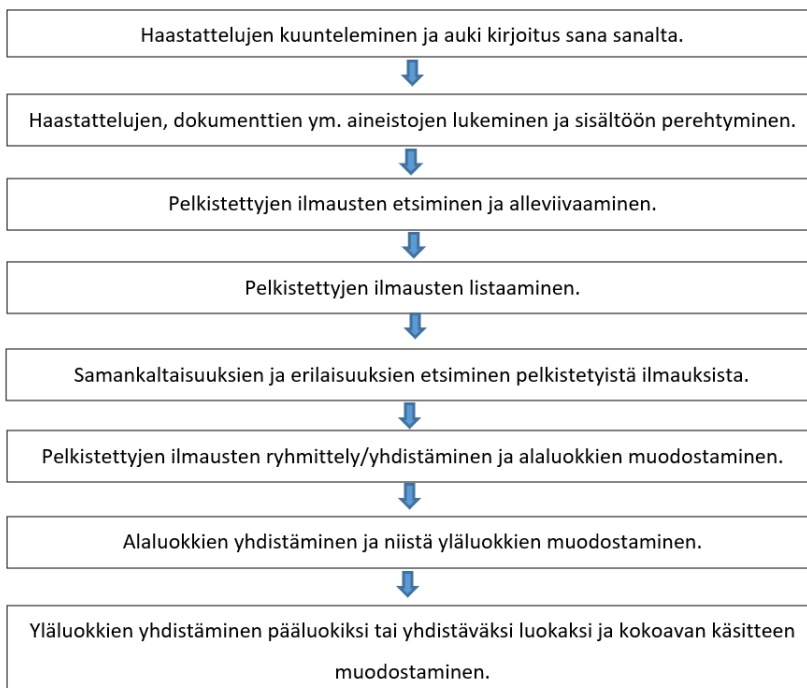 Haastattelujen kuunteleminen ja auki kirjoitus sana sanalta.
Haastattelujen, dokumenttien ym. aineistojen lukeminen ja sisältöön perehtyminen.
Pelkistettyjen ilmausten etsiminen ja alleviivaaminen.
Pelkistettyjen ilmausten listaaminen.
Samankaltaisuuksien ja erilaisuuksien etsiminen pelkistetyistä ilmauksista.
Pelkistettyjen ilmausten ryhmittely/yhdistäminen ja alaluokkien muodostaminen.
Alaluokkien yhdistäminen ja niistä yläluokkien muodostaminen.
Yläluokkien yhdistäminen pääluokiksi tai yhdistäväksi luokaksi ja kokoavan käsitteen
muodostaminen.